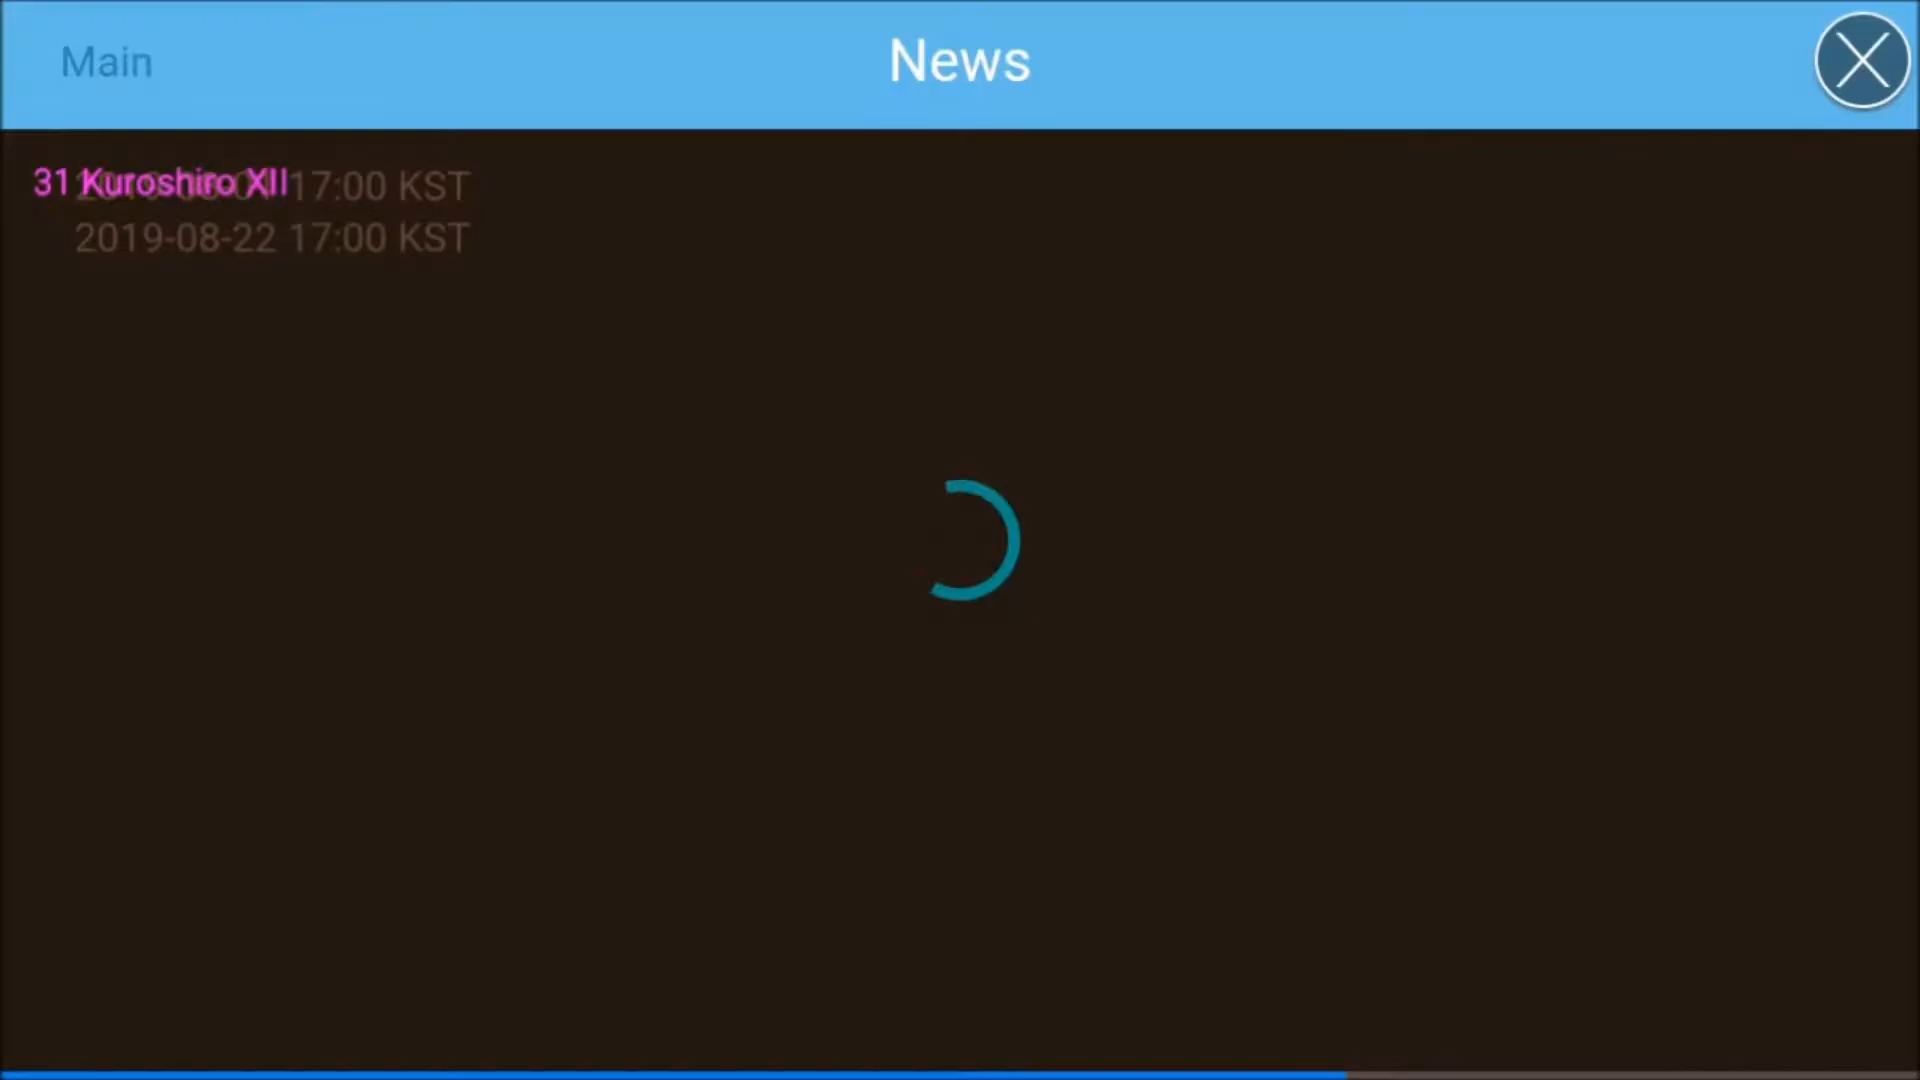 Main
News
31 Kuroshiro XII
17:00 KST
2019-08-22 17:00 KST